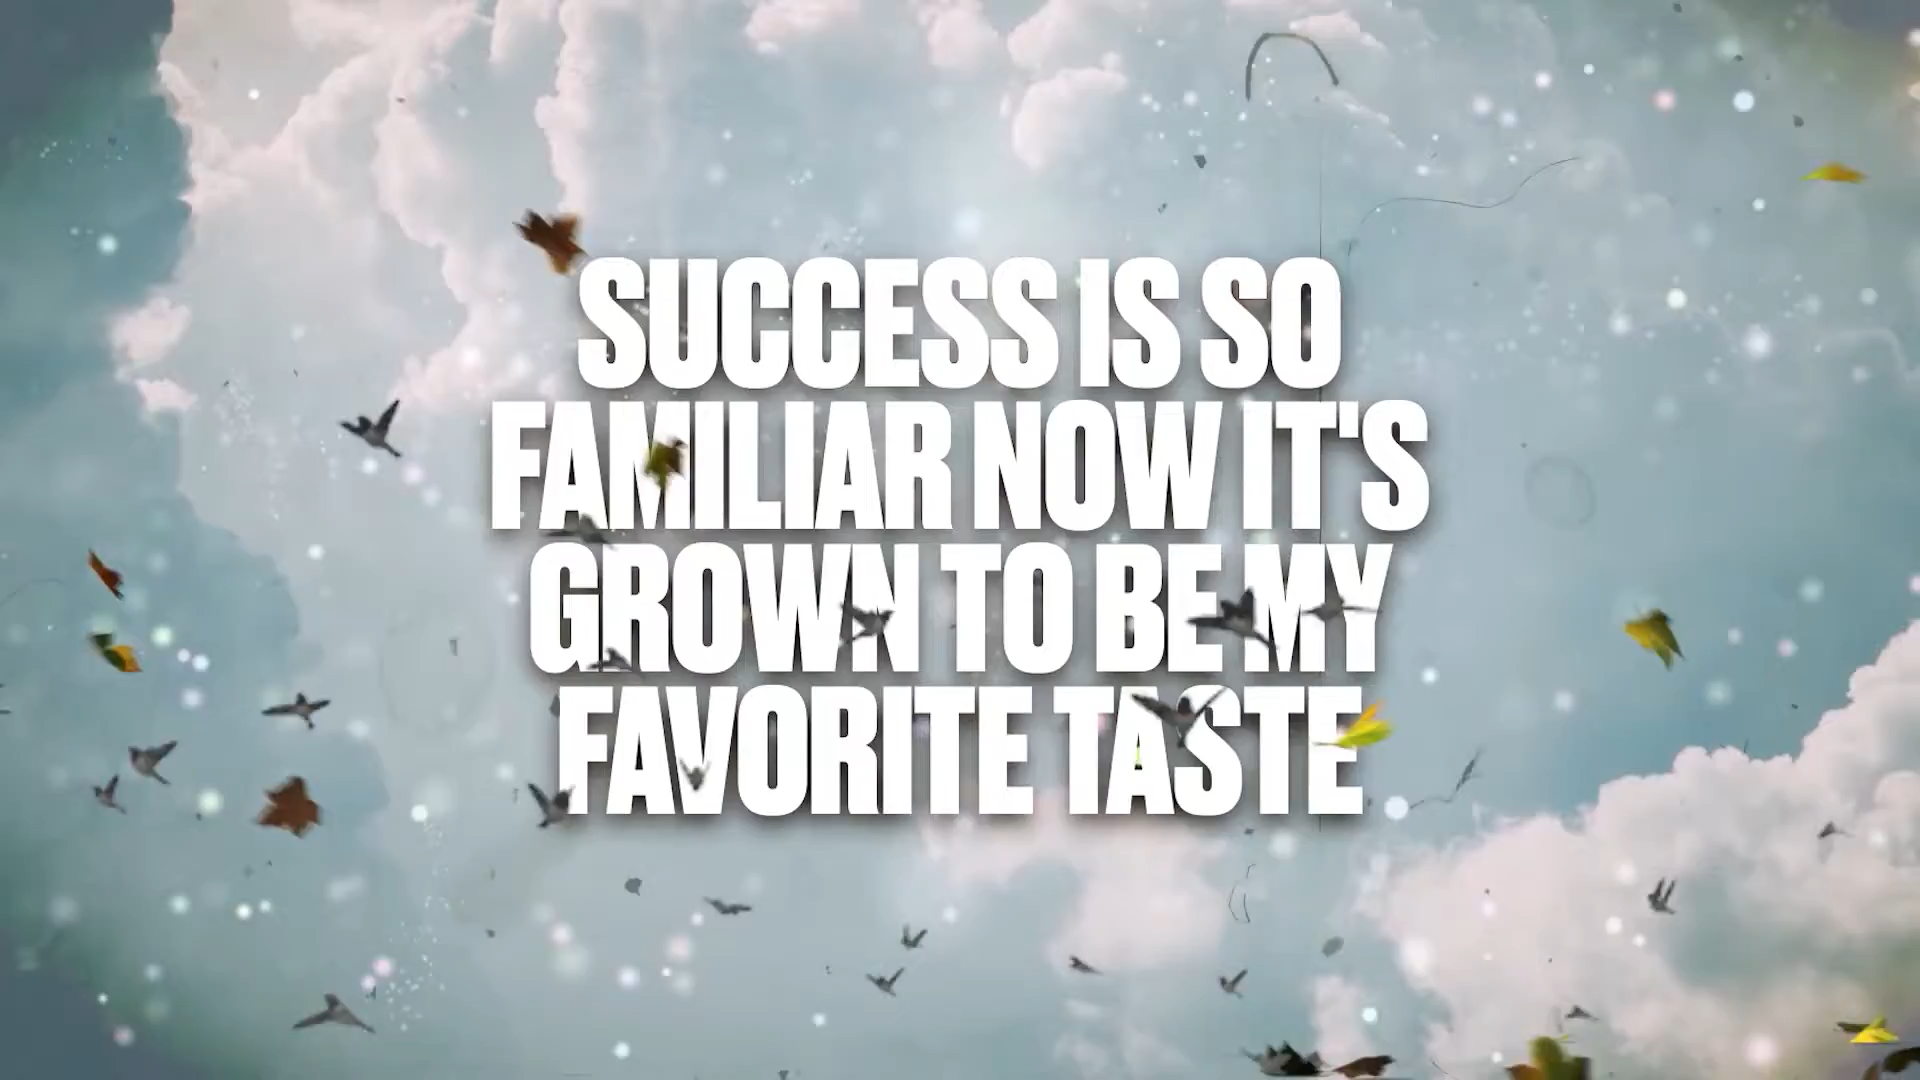 SUCCESS IS SO
FAMILIAR NOW IT'S
GROWN TO BE MY
FAVORITE TASTE